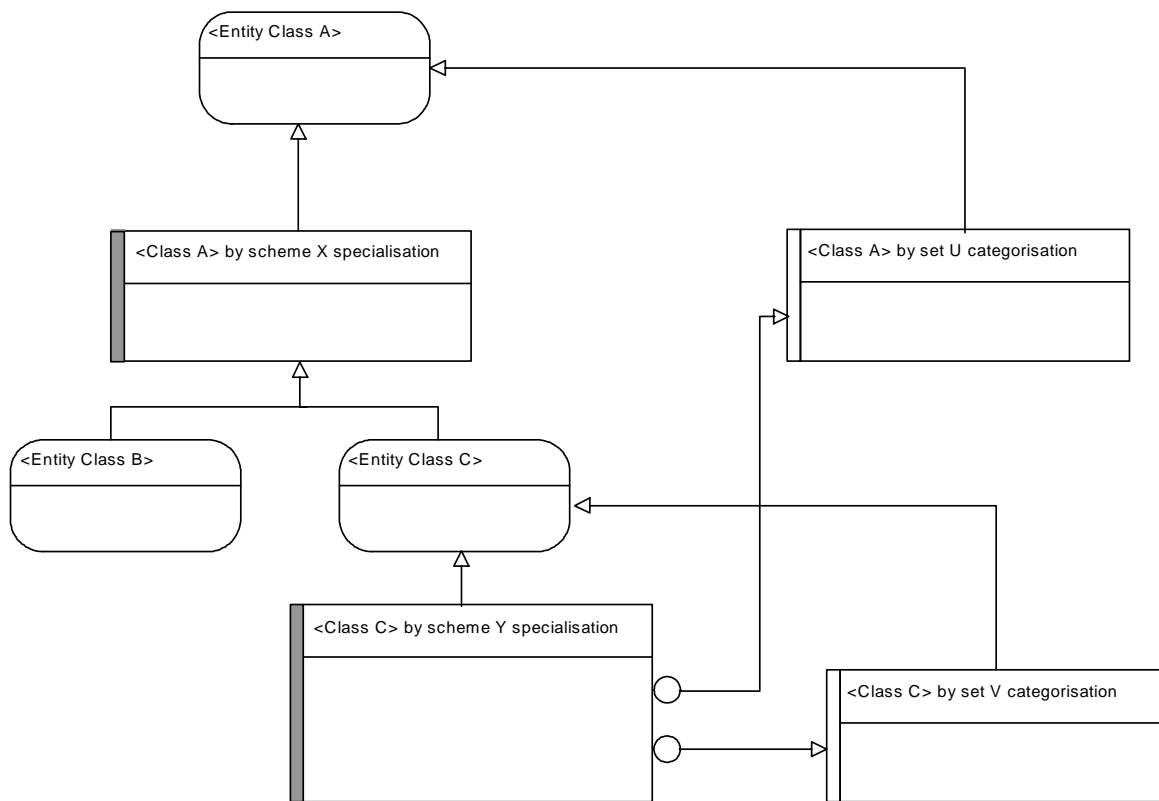 <Entity Class A>
<Class A> by scheme X specialisation
<Class A> by set U categorisation
<Entity Class B>
<Entity Class C>
<Class C> by scheme Y specialisation
<Class C> by set V categorisation